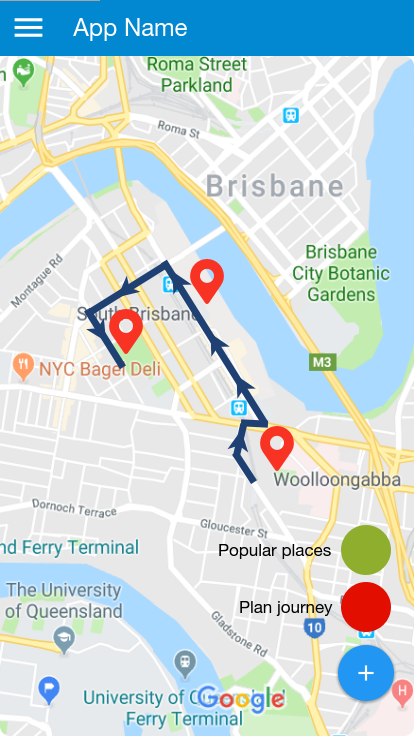 App Name
Roma Street
Parkland
Roma St
Brisbane
Brisbane
City Botanic
Gardens
Montague Rd
South Brisbane
M3
NYC Bagel Deli
Woolloongabba
Dornoch Terrace
Gloucester St
Popular places
nd Ferry Terminal
Plan journey
The University
of Queensland
10
Gladstone Rd
+
University of
Google
Ferry Terminal
H